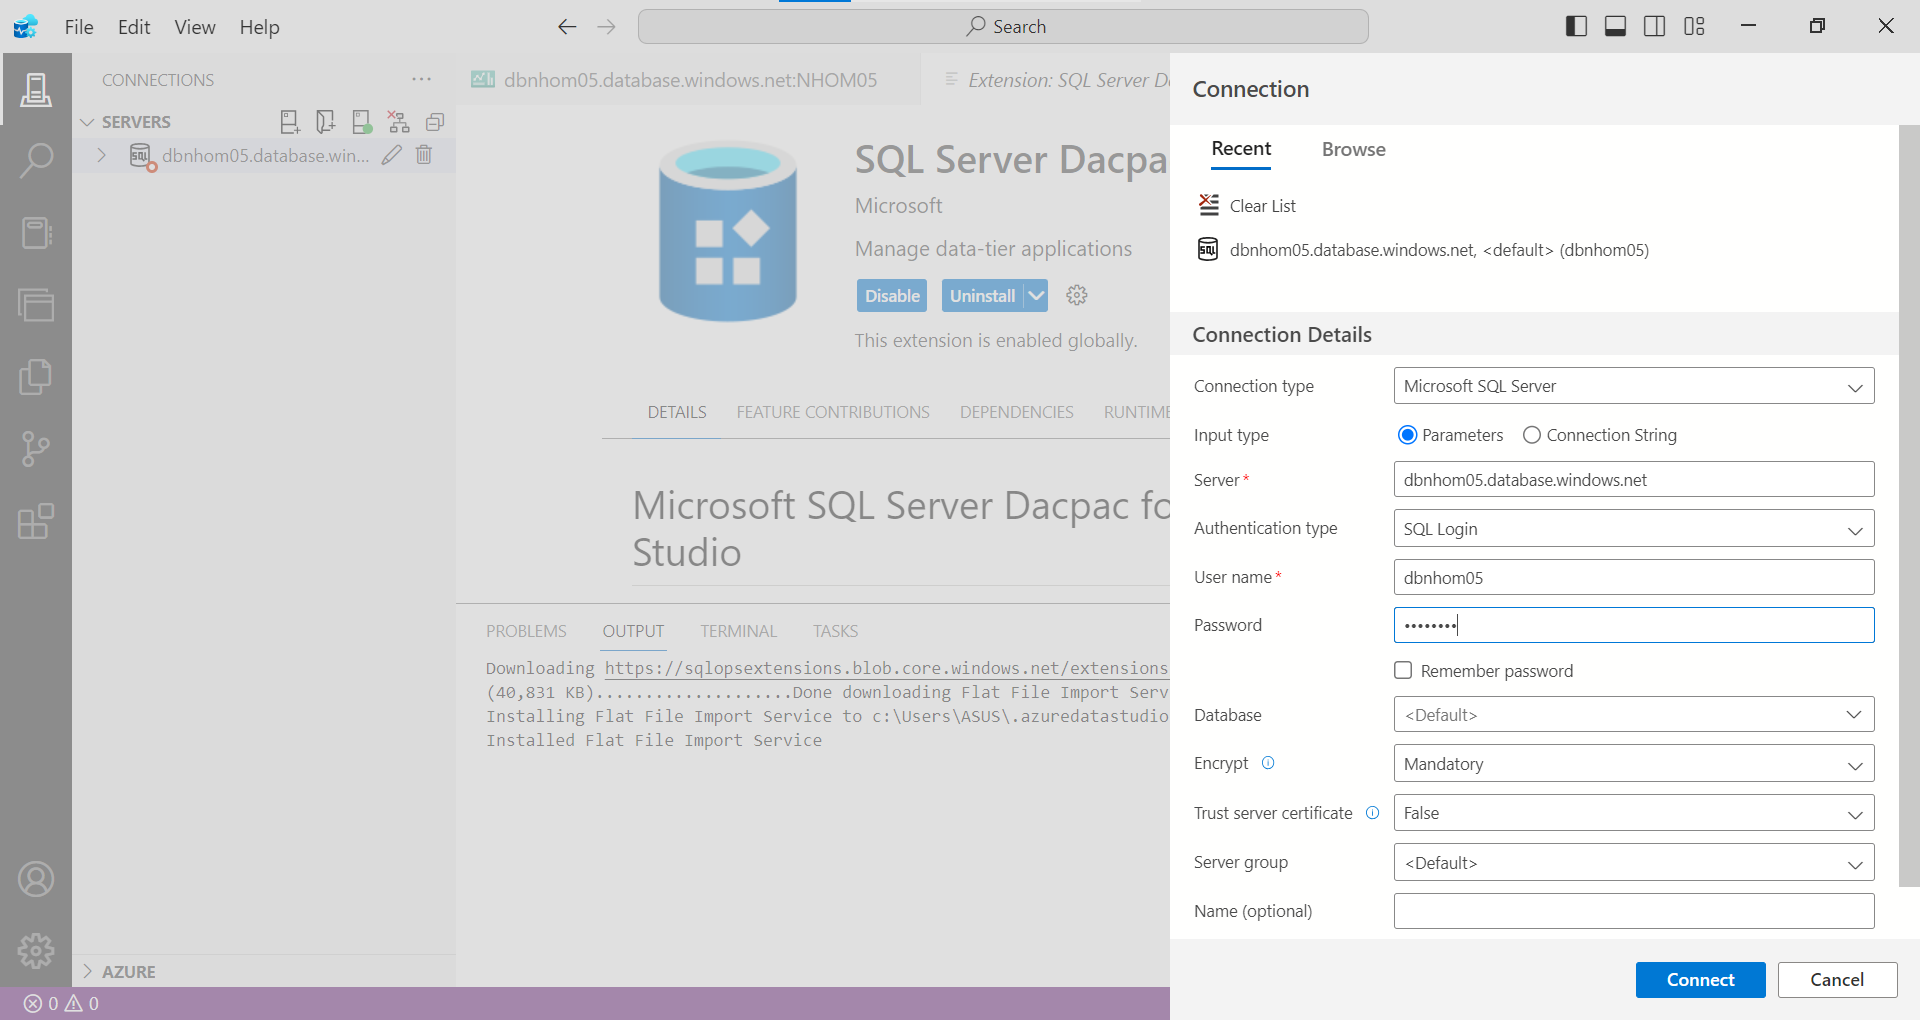 File Edit View Help
Search
CONNECTIONS
SERVERS
dbnhom05.database.win...
AZURE
0 0
dbnhom05.database.windows.net:NHOM05
Extension: SQL Server D
SQL Server Dacpa
Microsoft
Manage data-tier applications
Disable Uninstall
This extension is enabled globally.
DETAILS FEATURE CONTRIBUTIONS DEPENDENCIES RUNTIME
Microsoft SQL Server Dacpac fo
Studio
PROBLEMS OUTPUT TERMINAL TASKS
Downloading https://sqlopsextensions.blob.core.windows.net/extensions
(40,831 KB)....................Done downloading Flat File Import Serv
Installing Flat File Import Service to c:\Users\ASUS\.azuredatastudio
Installed Flat File Import Service
Connection
Recent Browse
Clear List
dbnhom05.database.windows.net, <default> (dbnhom05)
Connection Details
Connection type Microsoft SQL Server
Input type Parameters Connection String
Server* dbnhom05.database.windows.net
Authentication type SQL Login
User name* dbnhom05
Password ••••••••
Remember password
Database <Default>
Encrypt Mandatory
Trust server certificate False
Server group <Default>
Name (optional)
Connect Cancel